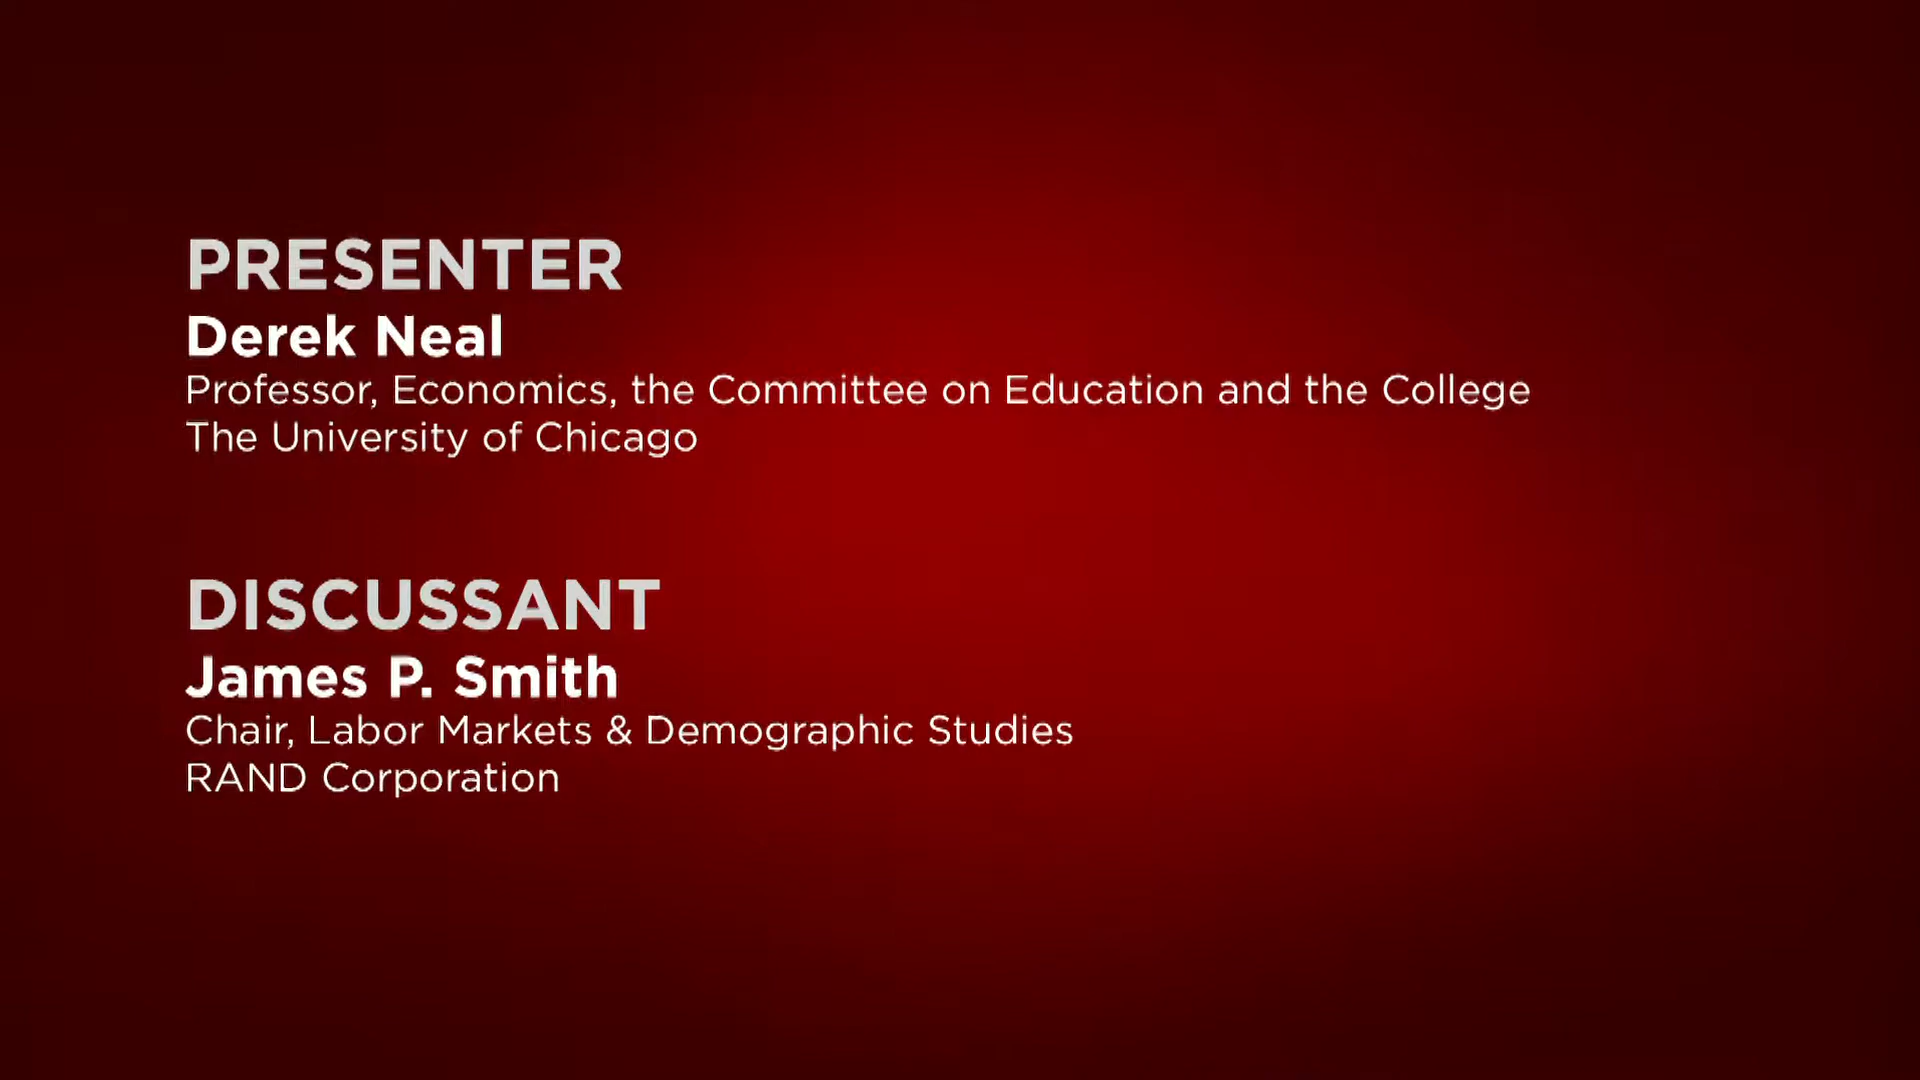 PRESENTER
Derek Neal
Professor, Economics, the Committee on Education and the College
The University of Chicago
DISCUSSANT
James P. Smith
Chair, Labor Markets & Demographic Studies
RAND Corporation